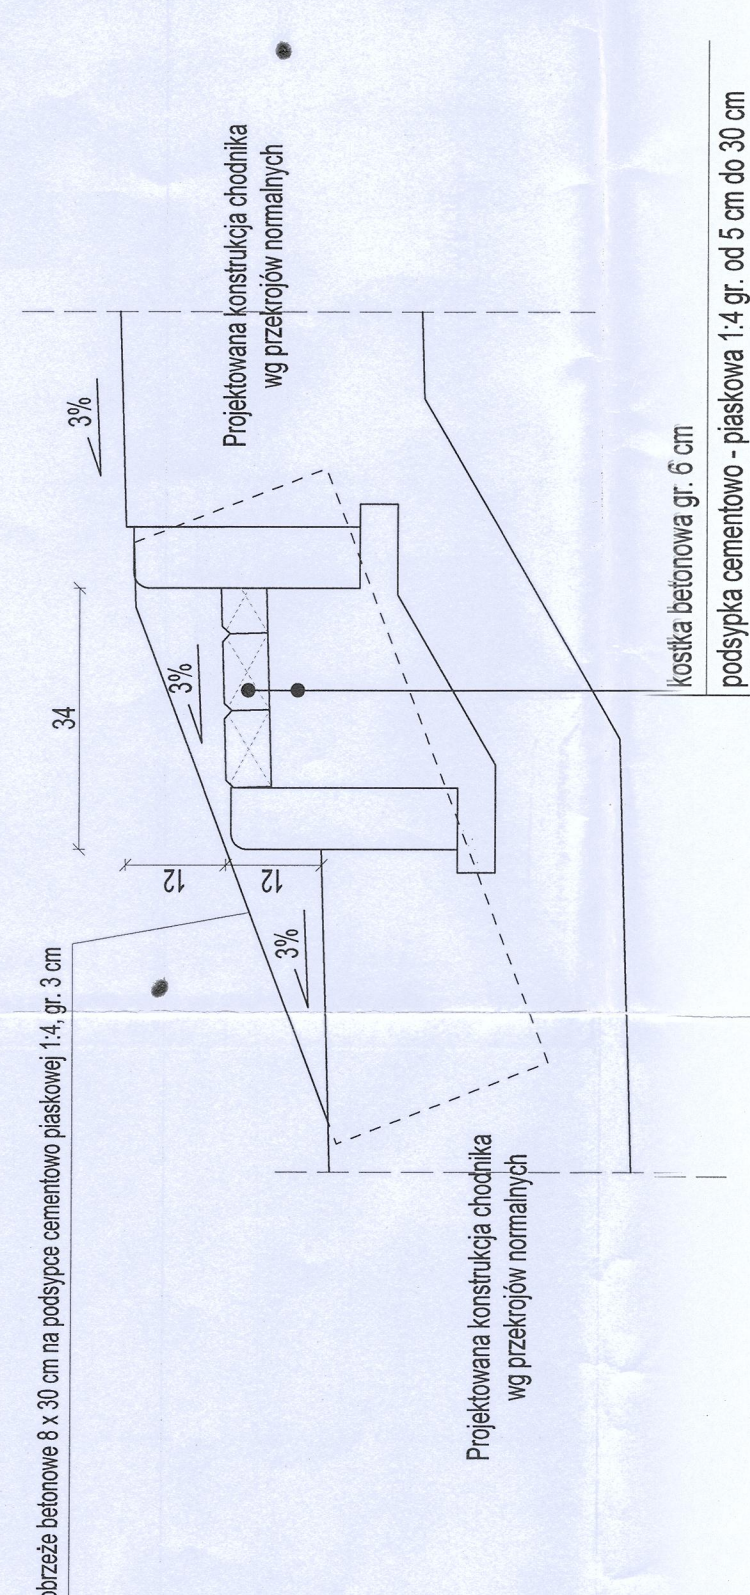 obrzeże betonowe 8 x 30 cm na podsypce cementowo piaskowej 1:4, gr. 3 cm
34
12
12
3%
3%
3%
Projektowana konstrukcja chodnika
wg przekrojów normalnych
Projektowana konstrukcja chodnika
wg przekrojów normalnych
kostka betonowa gr. 6 cm
podsypka cementowo - piaskowa 1:4 gr. od 5 cm do 30 cm